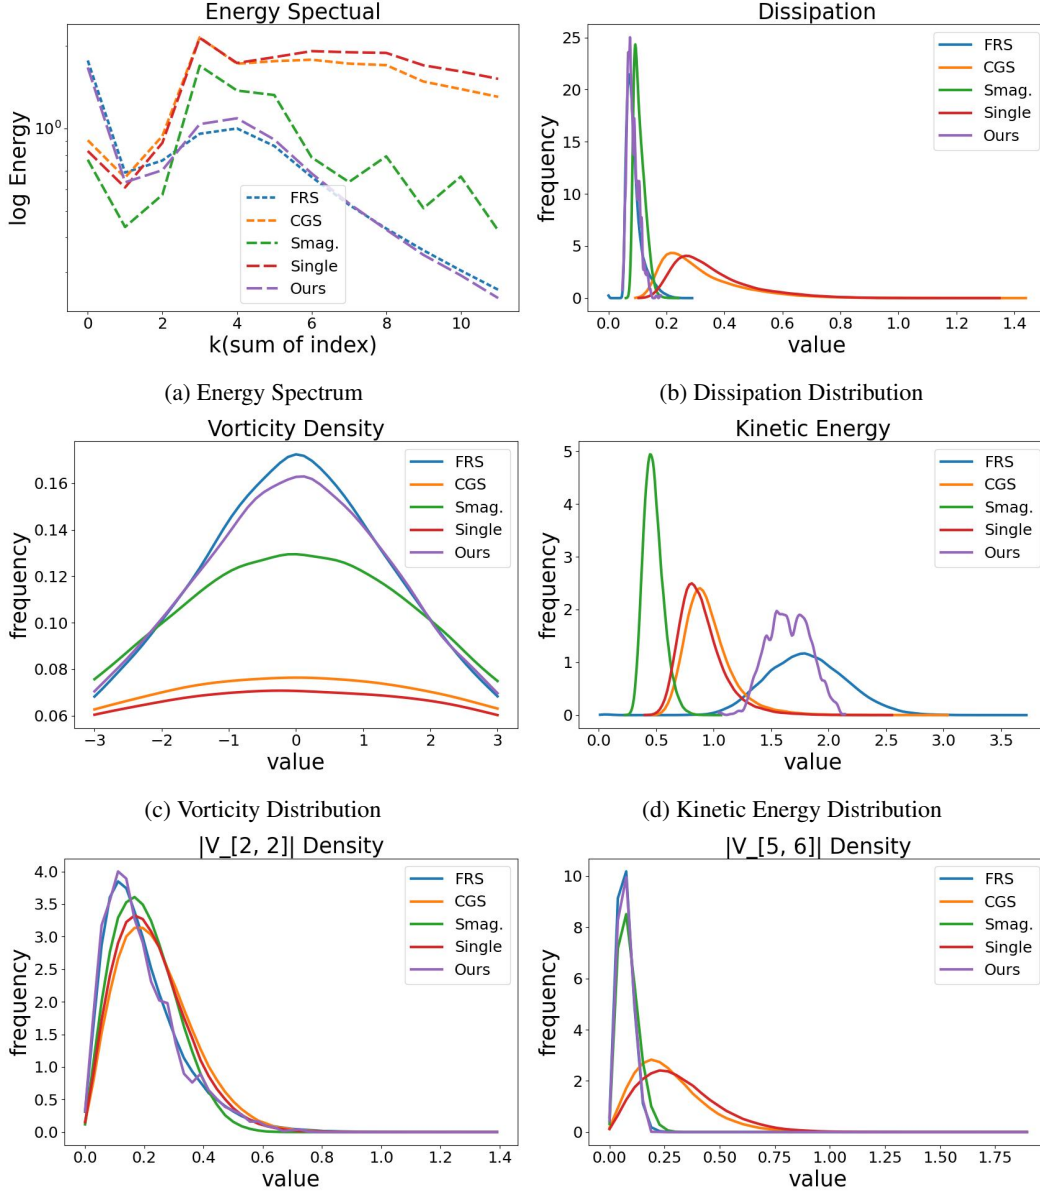 Energy Spectual
log Energy
10^0
FRS
CGS
Smag.
Single
Ours
0 2 4 6 8 10
k(sum of index)
(a) Energy Spectrum
Dissipation
frequency
25
20
15
10
5
0
FRS
CGS
Smag.
Single
Ours
0.0 0.2 0.4 0.6 0.8 1.0 1.2 1.4
value
(b) Dissipation Distribution
Vorticity Density
frequency
0.16
0.14
0.12
0.10
0.08
0.06
FRS
CGS
Smag.
Single
Ours
−3 −2 −1 0 1 2 3
value
(c) Vorticity Distribution
Kinetic Energy
frequency
5
4
3
2
1
0
FRS
CGS
Smag.
Single
Ours
0.0 0.5 1.0 1.5 2.0 2.5 3.0 3.5
value
(d) Kinetic Energy Distribution
|V_[2, 2]| Density
frequency
4.0
3.5
3.0
2.5
2.0
1.5
1.0
0.5
0.0
FRS
CGS
Smag.
Single
Ours
0.0 0.2 0.4 0.6 0.8 1.0 1.2 1.4
value
|V_[5, 6]| Density
frequency
10
8
6
4
2
0
FRS
CGS
Smag.
Single
Ours
0.00 0.25 0.50 0.75 1.00 1.25 1.50 1.75
value